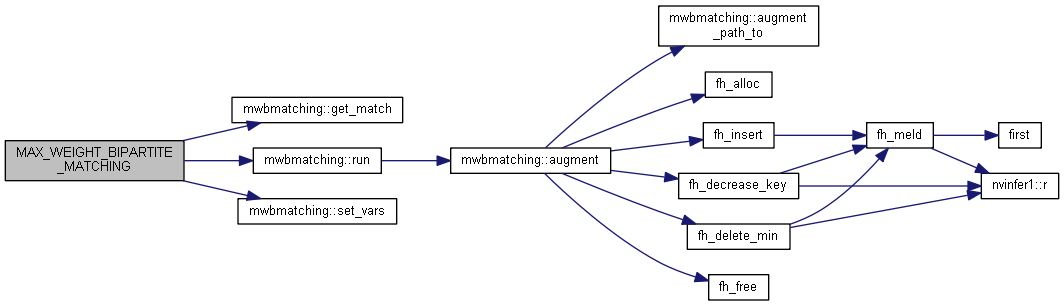 mwbmatching::augment
_path_to
fh_alloc
mwbmatching::get_match
fh_insert
fh_meld
first
MAX_WEIGHT_BIPARTITE
_MATCHING
mwbmatching::run
mwbmatching::augment
fh_decrease_key
nvinfer1::r
mwbmatching::set_vars
fh_delete_min
fh_free